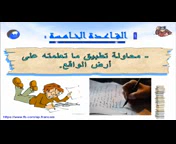 القاعدة الخامسة :
- محاولة تطبيق ما تعلمته على
أرض الواقع.